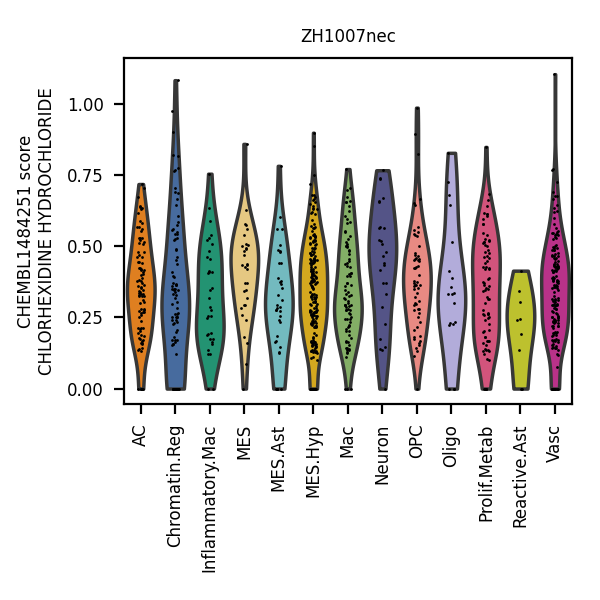 ZH1007nec
CHEMBL1484251 score
CHLORHEXIDINE HYDROCHLORIDE
1.00
0.75
0.50
0.25
0.00
AC
Chromatin.Reg
Inflammatory.Mac
MES
MES.Ast
MES.Hyp
Mac
Neuron
OPC
Oligo
Prolif.Metab
Reactive.Ast
Vasc